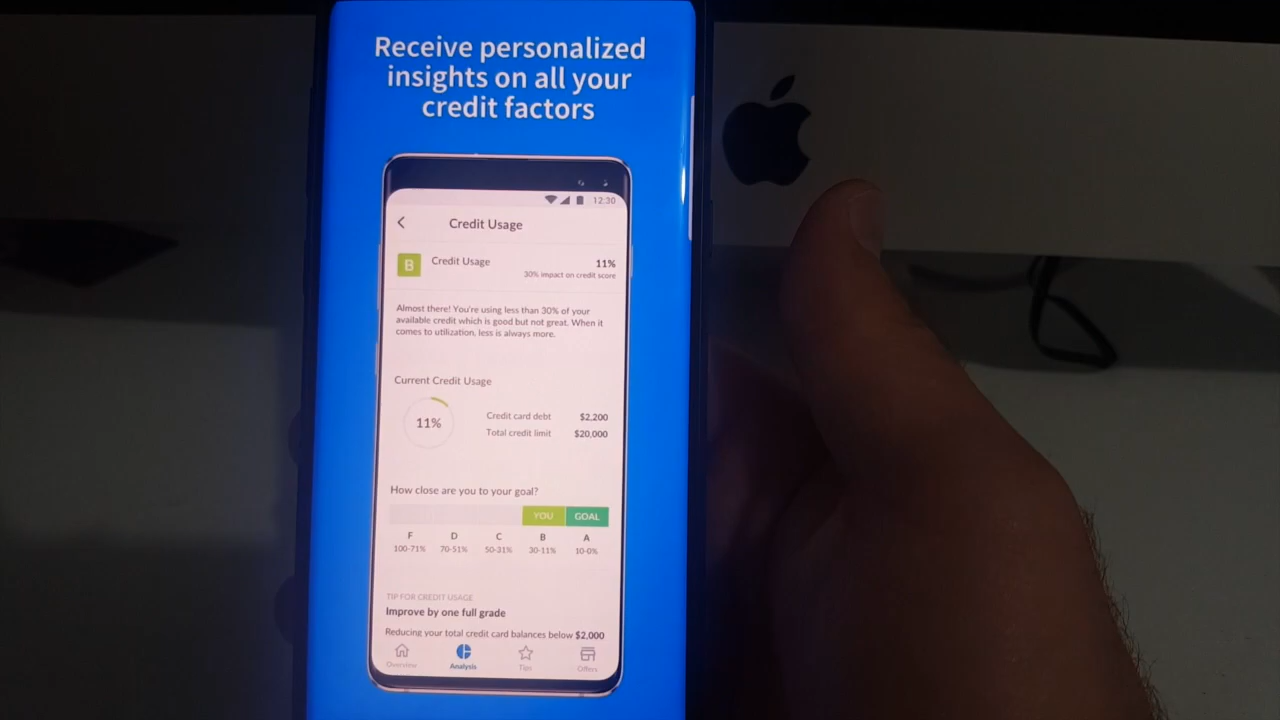 Receive personalized
insights on all your
credit factors
12:30
Credit Usage
B
Credit Usage
11%
30% impact on credit score
Almost there! You're using less than 30% of your
available credit which is good but not great. When it
comes to utilization, less is always more.
Current Credit Usage
11%
Credit card debt $2,200
Total credit limit $20,000
How close are you to your goal?
YOU GOAL
F D C B A
100-71% 70-51% 50-31% 30-11% 10-0%
TIP FOR CREDIT USAGE
Improve by one full grade
Reducing your total credit card balances below $2,000
Overview Analysis Tips Offers